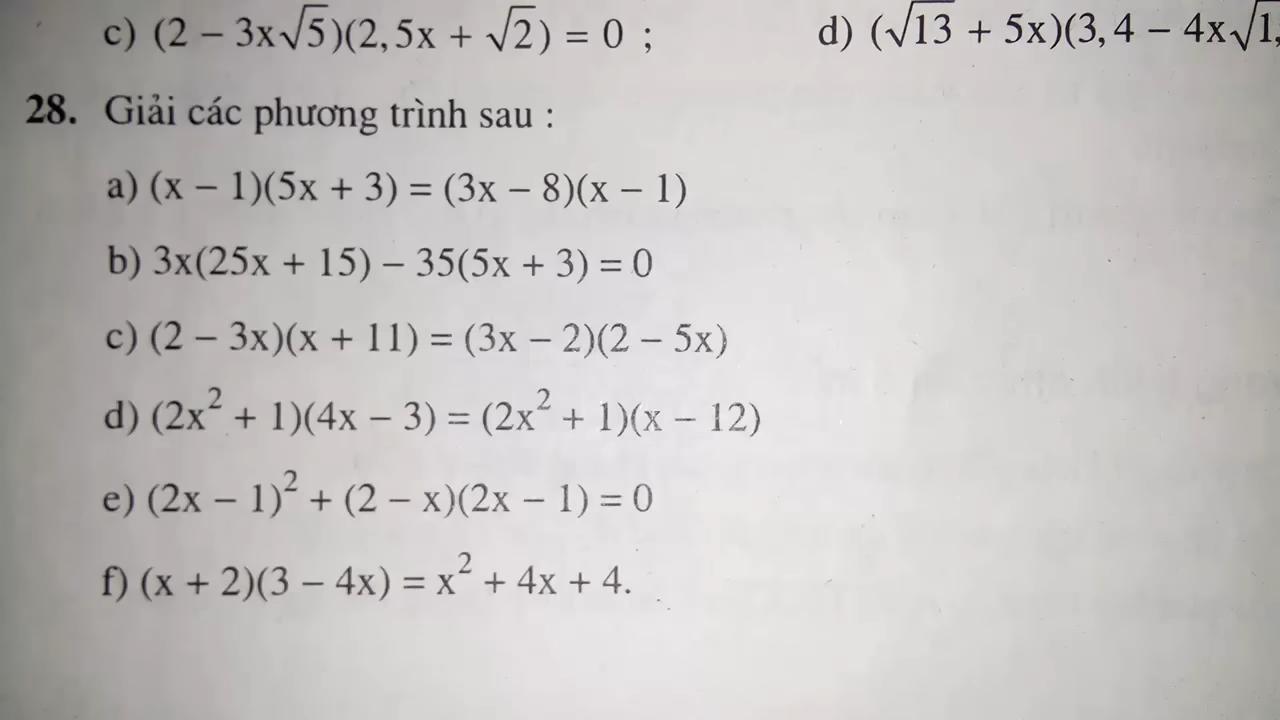 c) (2 – 3x√5)(2,5x + √2) = 0 ; d) (√13 + 5x)(3,4 – 4x√1,
28. Giải các phương trình sau :
a) (x – 1)(5x + 3) = (3x – 8)(x – 1)
b) 3x(25x + 15) – 35(5x + 3) = 0
c) (2 – 3x)(x + 11) = (3x – 2)(2 – 5x)
d) (2x² + 1)(4x – 3) = (2x² + 1)(x – 12)
e) (2x – 1)² + (2 – x)(2x – 1) = 0
f) (x + 2)(3 – 4x) = x² + 4x + 4.